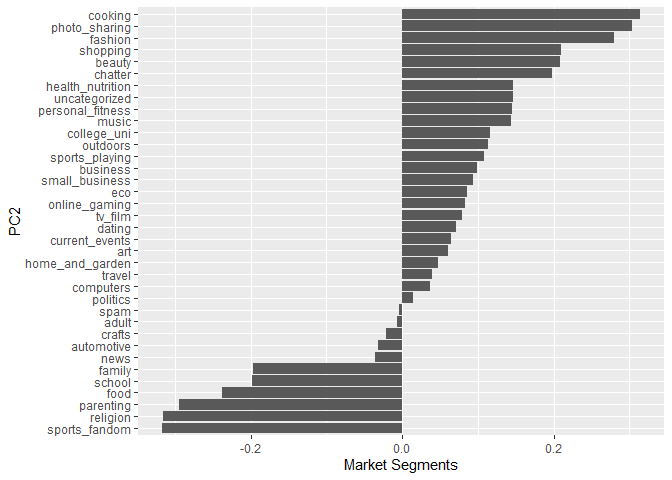 cooking
photo_sharing
fashion
shopping
beauty
chatter
health_nutrition
uncategorized
personal_fitness
music
college_uni
outdoors
sports_playing
business
small_business
eco
online_gaming
tv_film
dating
current_events
art
home_and_garden
travel
computers
politics
spam
adult
crafts
automotive
news
family
school
food
parenting
religion
sports_fandom
PC2
-0.2 0.0 0.2
Market Segments